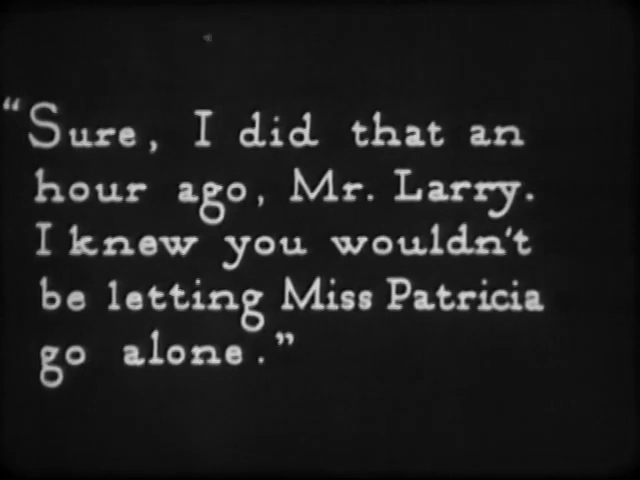 “Sure, I did that an
hour ago, Mr. Larry.
I knew you wouldn't
be letting Miss Patricia
go alone.”